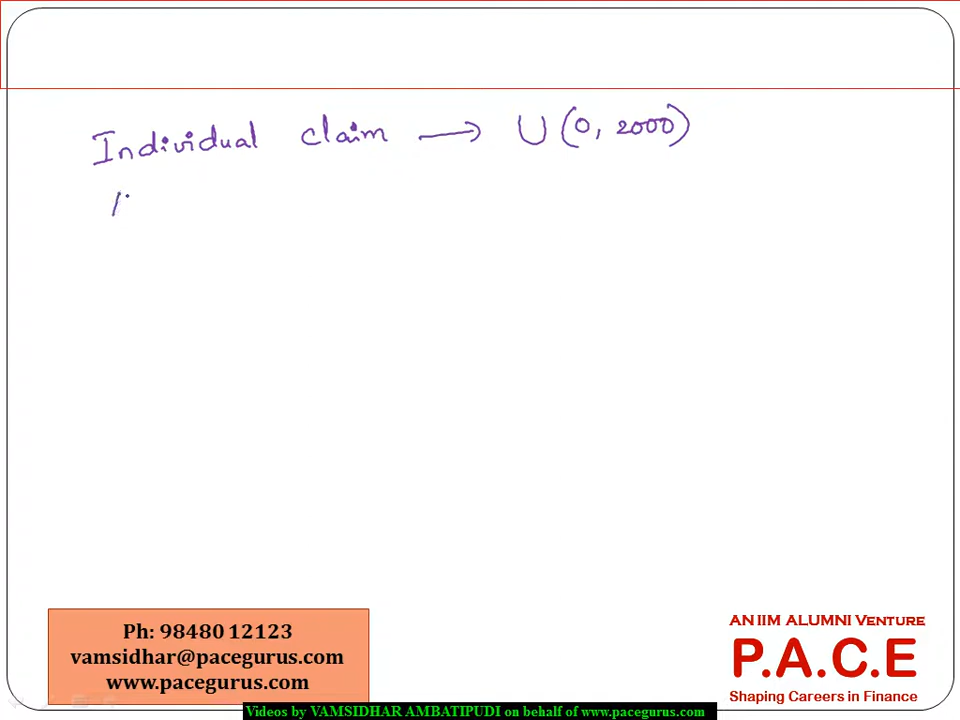 Individual claim → U (0, 2000)
Ph: 98480 12123
vamsidhar@pacegurus.com
www.pacegurus.com
AN IIM ALUMNI VENTURE
P.A.C.E
Shaping Careers in Finance
Videos by VAMSIDHAR AMBATIPUDI on behalf of www.pacegurus.com